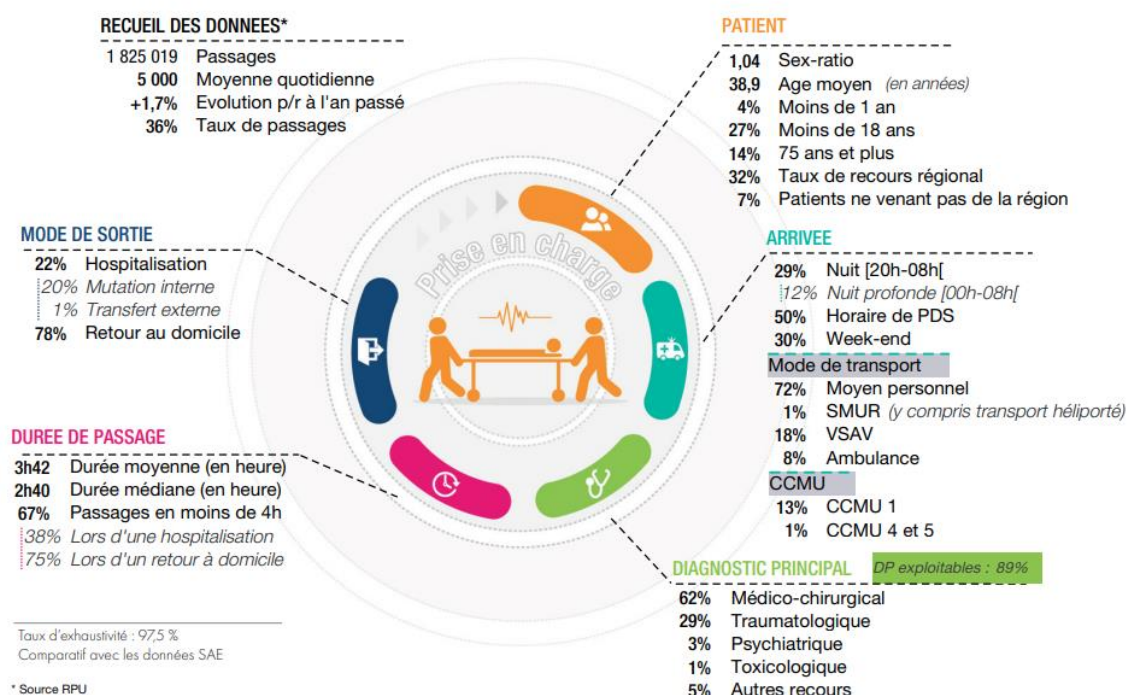 RECUEIL DES DONNEES*
1 825 019 Passages
5 000 Moyenne quotidienne
+1,7% Evolution p/r à l'an passé
36% Taux de passages
PATIENT
1,04 Sex-ratio
38,9 Age moyen (en années)
4% Moins de 1 an
27% Moins de 18 ans
14% 75 ans et plus
32% Taux de recours régional
7% Patients ne venant pas de la région
MODE DE SORTIE
22% Hospitalisation
20% Mutation interne
1% Transfert externe
78% Retour au domicile
Prise en charge
ARRIVEE
29% Nuit [20h-08h[
12% Nuit profonde [00h-08h[
50% Horaire de PDS
30% Week-end
Mode de transport
72% Moyen personnel
1% SMUR (y compris transport héliporté)
18% VSAV
8% Ambulance
CCMU
13% CCMU 1
1% CCMU 4 et 5
DUREE DE PASSAGE
3h42 Durée moyenne (en heure)
2h40 Durée médiane (en heure)
67% Passages en moins de 4h
38% Lors d'une hospitalisation
75% Lors d'un retour à domicile
DIAGNOSTIC PRINCIPAL DP exploitables : 89%
62% Médico-chirurgical
29% Traumatologique
3% Psychiatrique
1% Toxicologique
5% Autres recours
Taux d'exhaustivité : 97,5 %
Comparatif avec les données SAE
* Source RPU